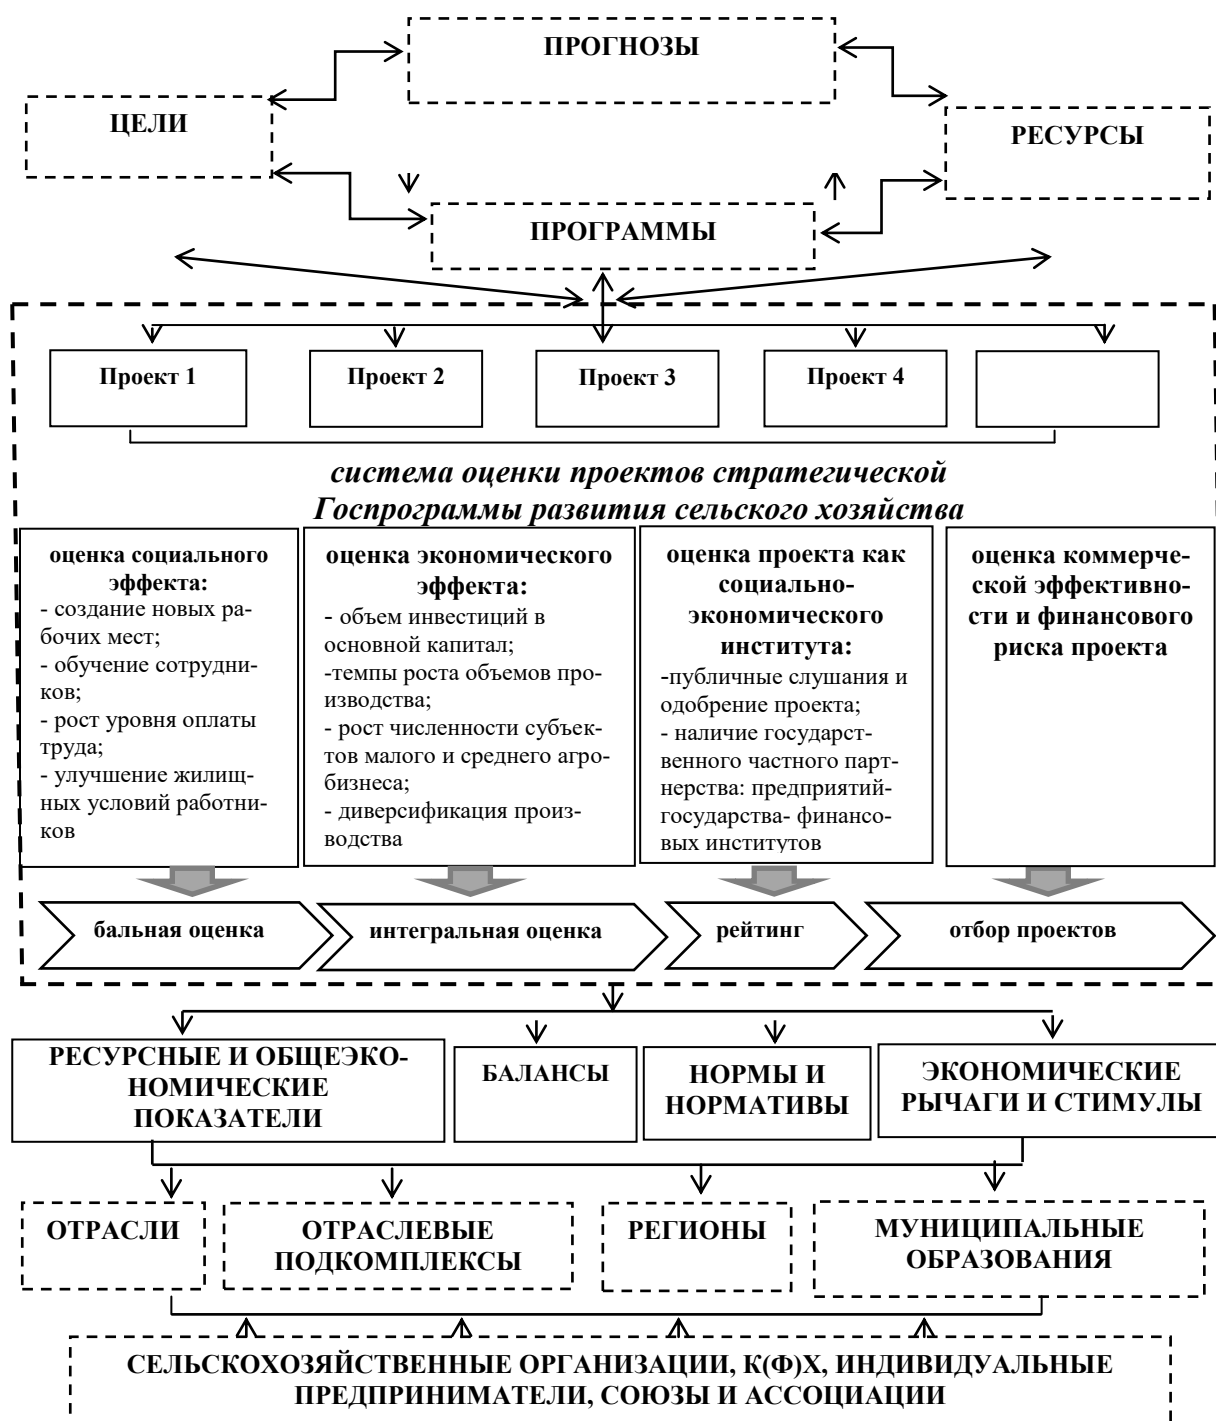 ПРОГНОЗЫ
ЦЕЛИ
РЕСУРСЫ
ПРОГРАММЫ
Проект 1
Проект 2
Проект 3
Проект 4
система оценки проектов стратегической
Госпрограммы развития сельского хозяйства
оценка социального
эффекта:
- создание новых ра-
бочих мест;
- обучение сотрудни-
ков;
- рост уровня оплаты
труда;
- улучшение жилищ-
ных условий работни-
ков
оценка экономического
эффекта:
- объем инвестиций в
основной капитал;
-темпы роста объемов про-
изводства;
- рост численности субъек-
тов малого и среднего агро-
бизнеса;
- диверсификация произ-
водства
оценка проекта как
социально-
экономического
института:
-публичные слушания и
одобрение проекта;
- наличие государст-
венного частного парт-
нерства: предприятий-
государства- финансо-
вых институтов
оценка коммерче-
ской эффективно-
сти и финансового
риска проекта
бальная оценка
интегральная оценка
рейтинг
отбор проектов
РЕСУРСНЫЕ И ОБЩЕЭКО-
НОМИЧЕСКИЕ
ПОКАЗАТЕЛИ
БАЛАНСЫ
НОРМЫ И
НОРМАТИВЫ
ЭКОНОМИЧЕСКИЕ
РЫЧАГИ И СТИМУЛЫ
ОТРАСЛИ
ОТРАСЛЕВЫЕ
ПОДКОМПЛЕКСЫ
РЕГИОНЫ
МУНИЦИПАЛЬНЫЕ
ОБРАЗОВАНИЯ
СЕЛЬСКОХОЗЯЙСТВЕННЫЕ ОРГАНИЗАЦИИ, К(Ф)Х, ИНДИВИДУАЛЬНЫЕ
ПРЕДПРИНИМАТЕЛИ, СОЮЗЫ И АССОЦИАЦИИ